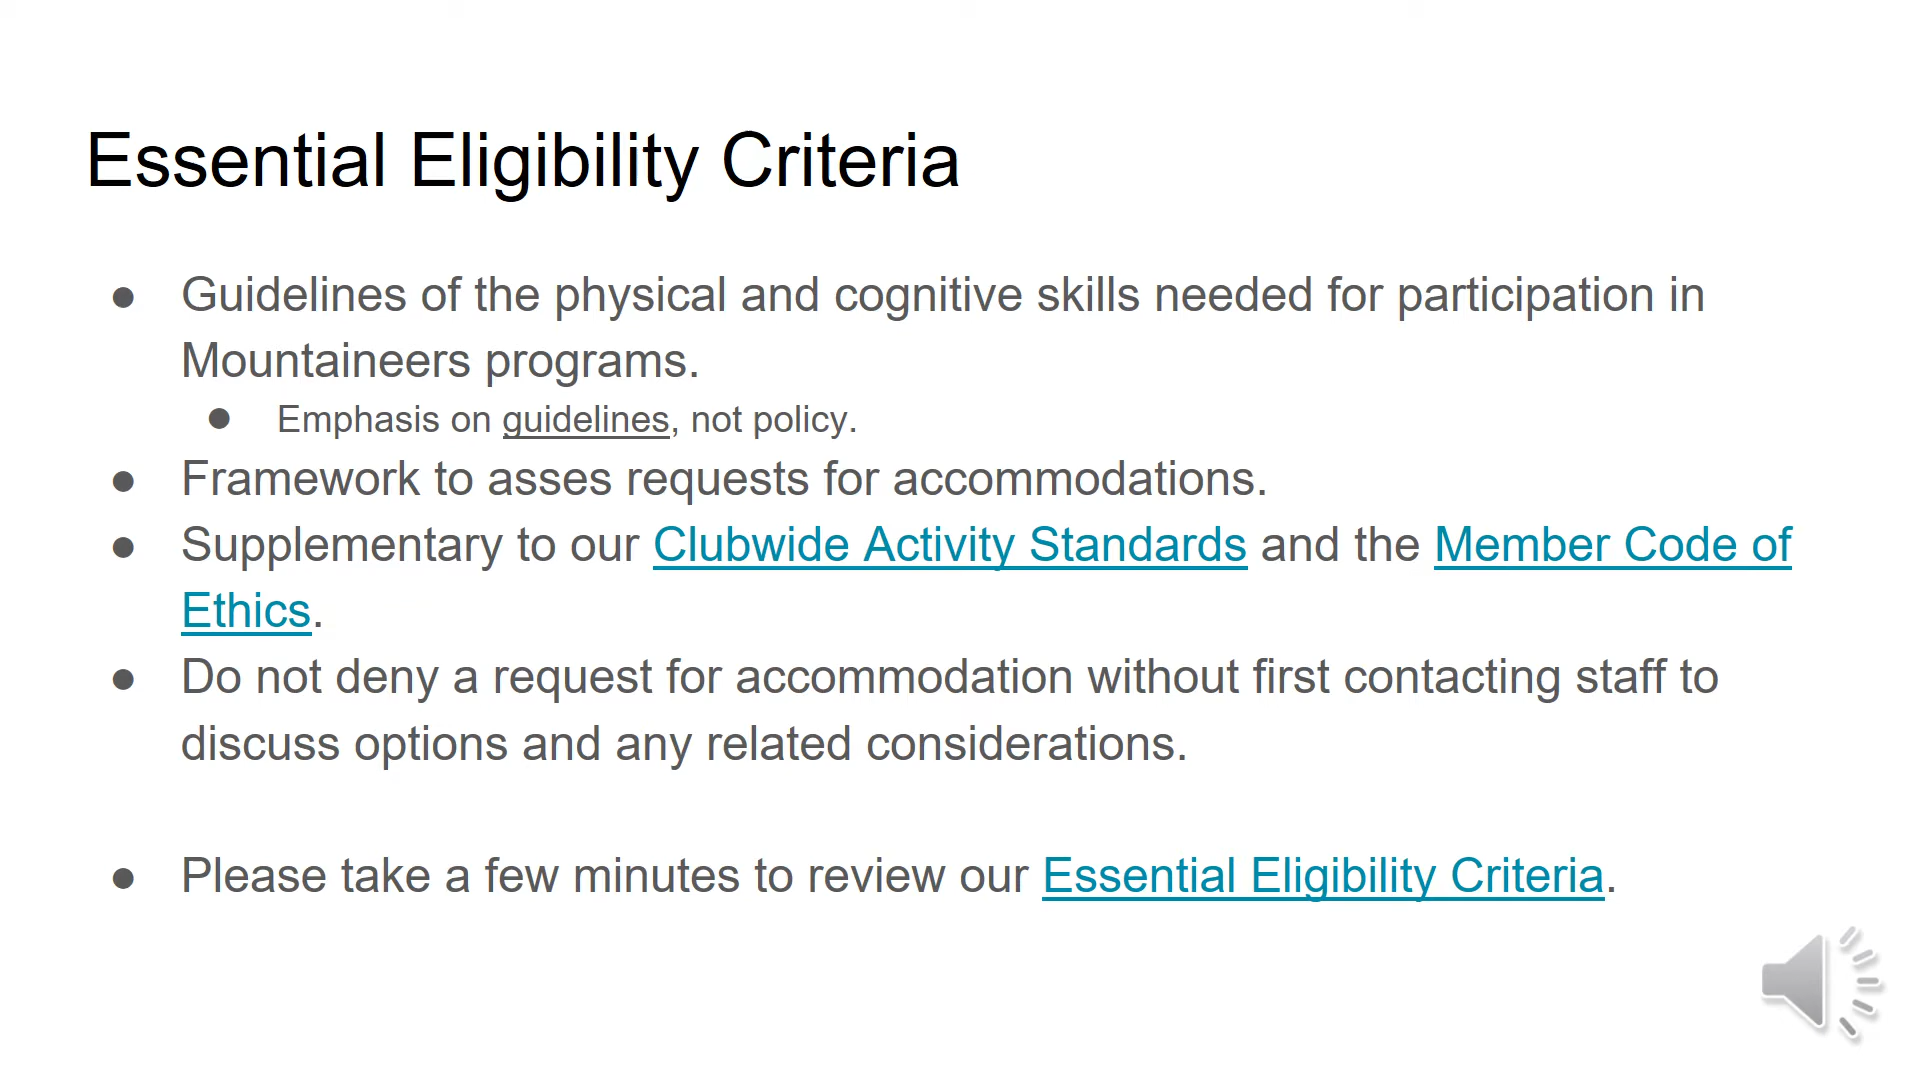 Essential Eligibility Criteria
● Guidelines of the physical and cognitive skills needed for participation in
Mountaineers programs.
● Emphasis on guidelines, not policy.
● Framework to asses requests for accommodations.
● Supplementary to our Clubwide Activity Standards and the Member Code of
Ethics.
● Do not deny a request for accommodation without first contacting staff to
discuss options and any related considerations.
● Please take a few minutes to review our Essential Eligibility Criteria.